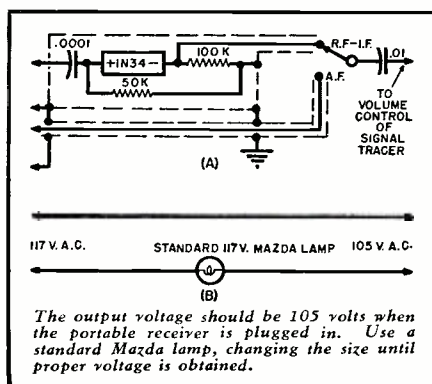 .0001
+1N34-
100 K
50K
R.F-I.F.
.01
A.F.
TO
VOLUME
CONTROL
OF
SIGNAL
TRACER
(A)
117 V. A.C.
STANDARD 117V. MAZDA LAMP
105 V. A.C.
(B)
The output voltage should be 105 volts when
the portable receiver is plugged in. Use a
standard Mazda lamp, changing the size until
proper voltage is obtained.